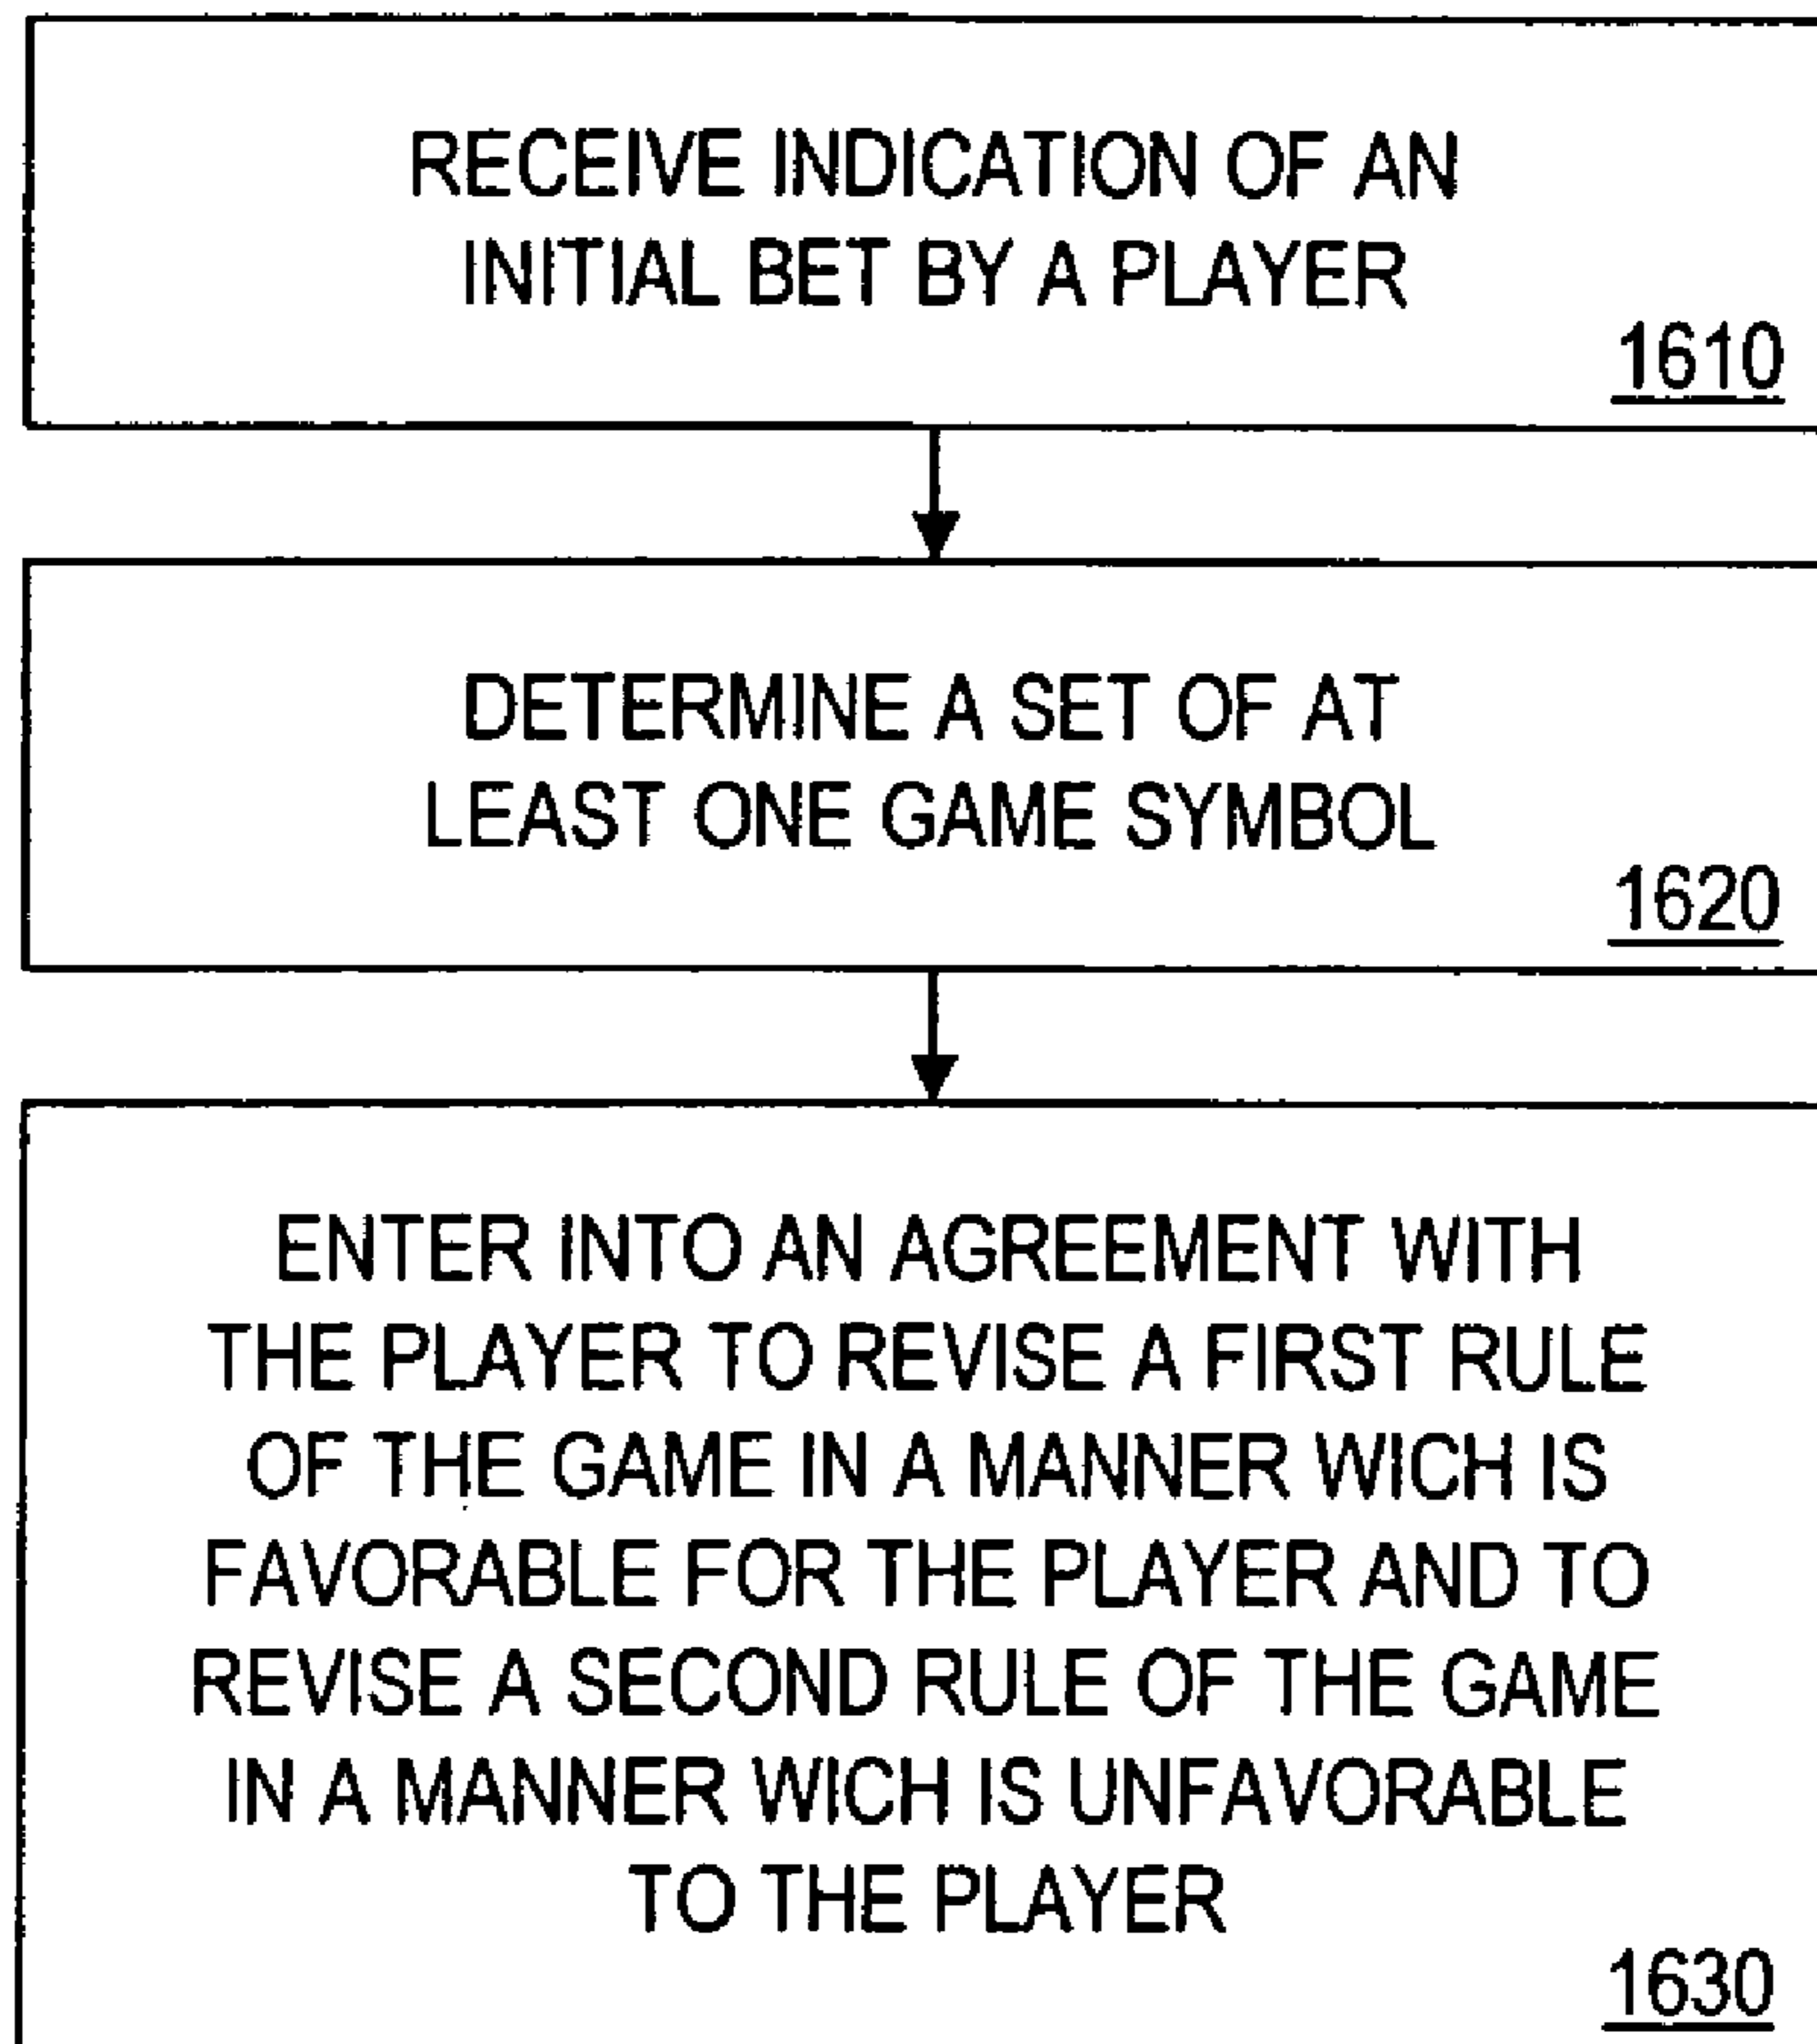 RECEIVE INDICATION OF AN
INITIAL BET BY A PLAYER
1610
DETERMINE A SET OF AT
LEAST ONE GAME SYMBOL
1620
ENTER INTO AN AGREEMENT WITH
THE PLAYER TO REVISE A FIRST RULE
OF THE GAME IN A MANNER WICH IS
FAVORABLE FOR THE PLAYER AND TO
REVISE A SECOND RULE OF THE GAME
IN A MANNER WICH IS UNFAVORABLE
TO THE PLAYER
1630